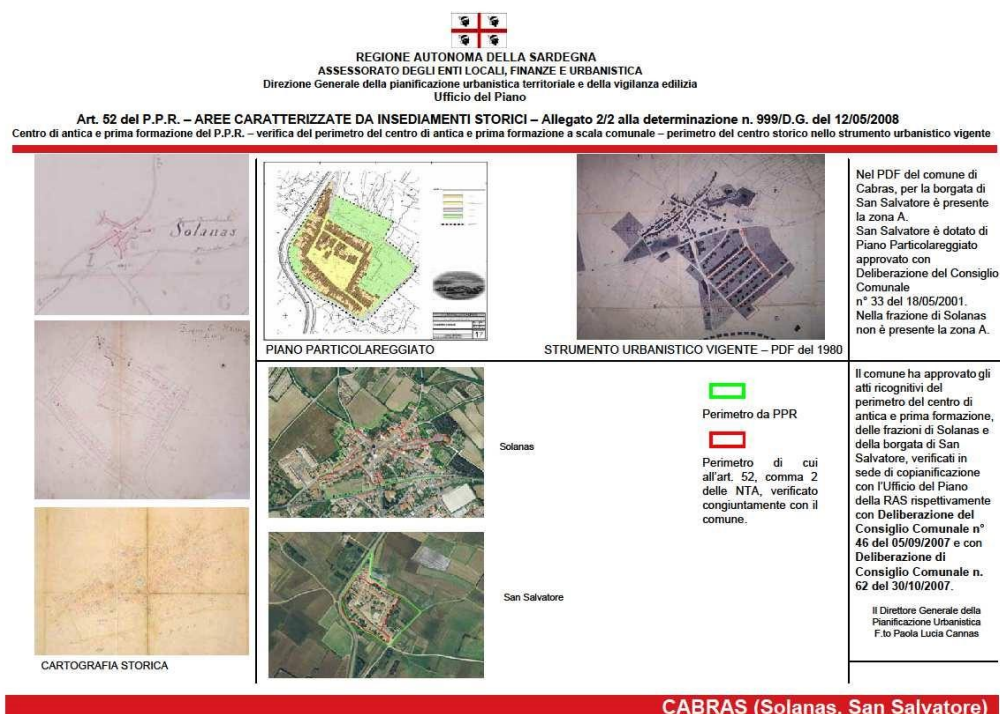 REGIONE AUTONOMA DELLA SARDEGNA
ASSESSORATO DEGLI ENTI LOCALI, FINANZE E URBANISTICA
Direzione Generale della pianificazione urbanistica territoriale e della vigilanza edilizia
Ufficio del Piano
Art. 52 del P.P.R. – AREE CARATTERIZZATE DA INSEDIAMENTI STORICI – Allegato 2/2 alla determinazione n. 999/D.G. del 12/05/2008
Centro di antica e prima formazione del P.P.R. – verifica del perimetro del centro di antica e prima formazione a scala comunale – perimetro del centro storico nello strumento urbanistico vigente
Solanas
I
G
CARTOGRAFIA STORICA
PIANO PARTICOLAREGGIATO
STRUMENTO URBANISTICO VIGENTE – PDF del 1980
Solanas
San Salvatore
Perimetro da PPR
Perimetro di cui
all'art. 52, comma 2
delle NTA, verificato
congiuntamente con il
comune.
Nel PDF del comune di
Cabras, per la borgata di
San Salvatore è presente
la zona A.
San Salvatore è dotato di
Piano Particolareggiato
approvato con
Deliberazione del Consiglio
Comunale
n° 33 del 18/05/2001.
Nella frazione di Solanas
non è presente la zona A.
Il comune ha approvato gli
atti ricognitivi del
perimetro del centro di
antica e prima formazione,
delle frazioni di Solanas e
della borgata di San
Salvatore, verificati in
sede di copianificazione
con l'Ufficio del Piano
della RAS rispettivamente
con Deliberazione del
Consiglio Comunale n°
46 del 05/09/2007 e con
Deliberazione di
Consiglio Comunale n.
62 del 30/10/2007.
Il Direttore Generale della
Pianificazione Urbanistica
F.to Paola Lucia Cannas
CABRAS (Solanas, San Salvatore)